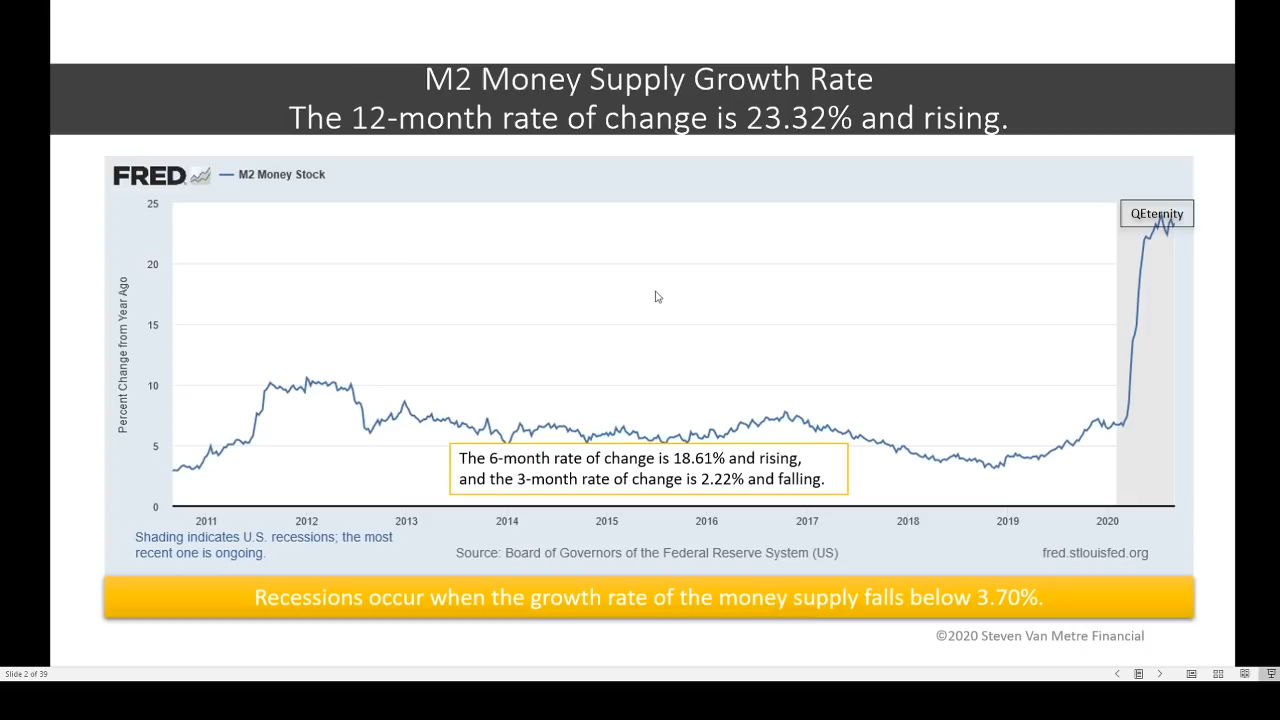 M2 Money Supply Growth Rate
The 12-month rate of change is 23.32% and rising.
FRED
M2 Money Stock
QEternity
25
20
15
10
5
0
Percent Change from Year Ago
The 6-month rate of change is 18.61% and rising,
and the 3-month rate of change is 2.22% and falling.
2011 2012 2013 2014 2015 2016 2017 2018 2019 2020
Shading indicates U.S. recessions; the most
recent one is ongoing.
Source: Board of Governors of the Federal Reserve System (US)
fred.stlouisfed.org
Recessions occur when the growth rate of the money supply falls below 3.70%.
©2020 Steven Van Metre Financial
Slide 2 of 39